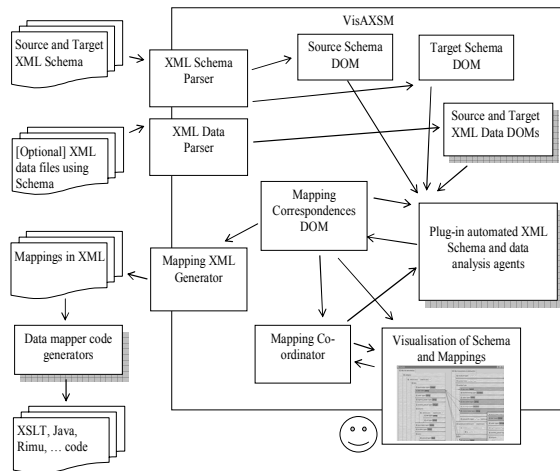 VisAXSM
Source and Target
XML Schema
XML Schema
Parser
Source Schema
DOM
Target Schema
DOM
[Optional] XML
data files using
Schema
XML Data
Parser
Source and Target
XML Data DOMs
Mapping
Correspondences
DOM
Plug-in automated XML
Schema and data
analysis agents
Mappings in XML
Mapping XML
Generator
Data mapper code
generators
Mapping Co-
ordinator
Visualisation of Schema
and Mappings
XSLT, Java,
Rimu, … code